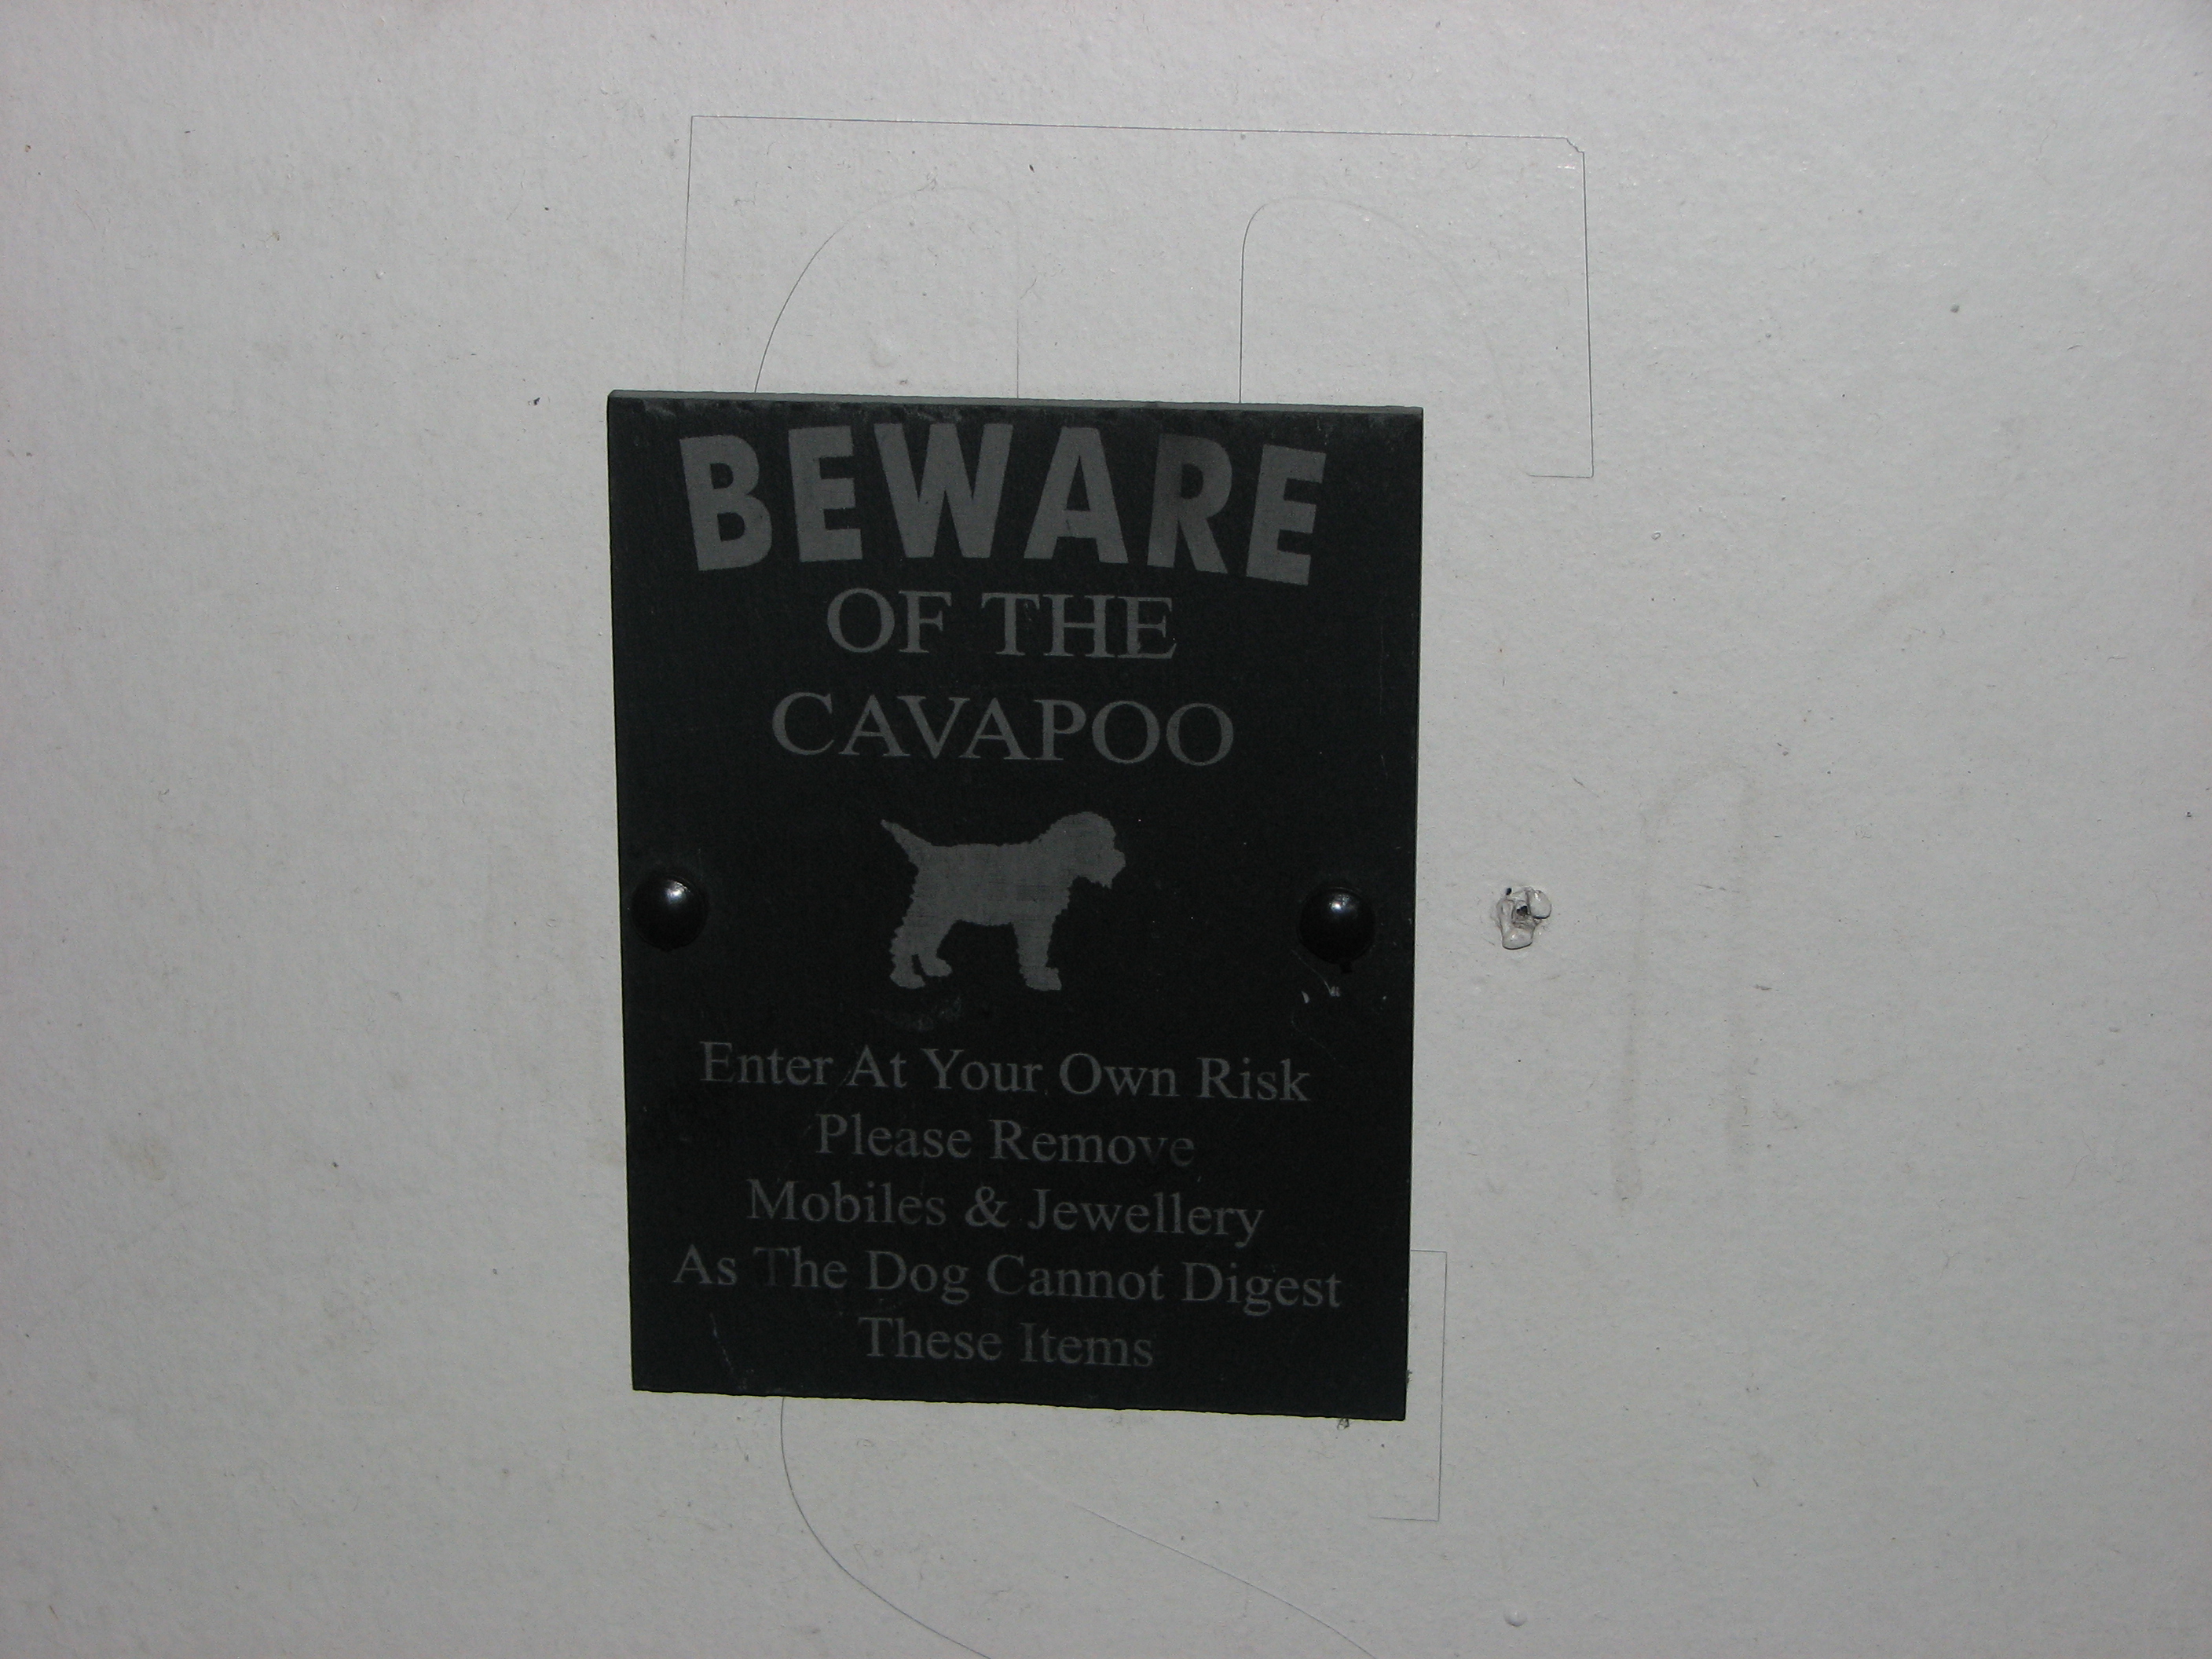 BEWARE
OF THE
CAVAPOO
Enter At Your Own Risk
Please Remove
Mobiles & Jewellery
As The Dog Cannot Digest
These Items